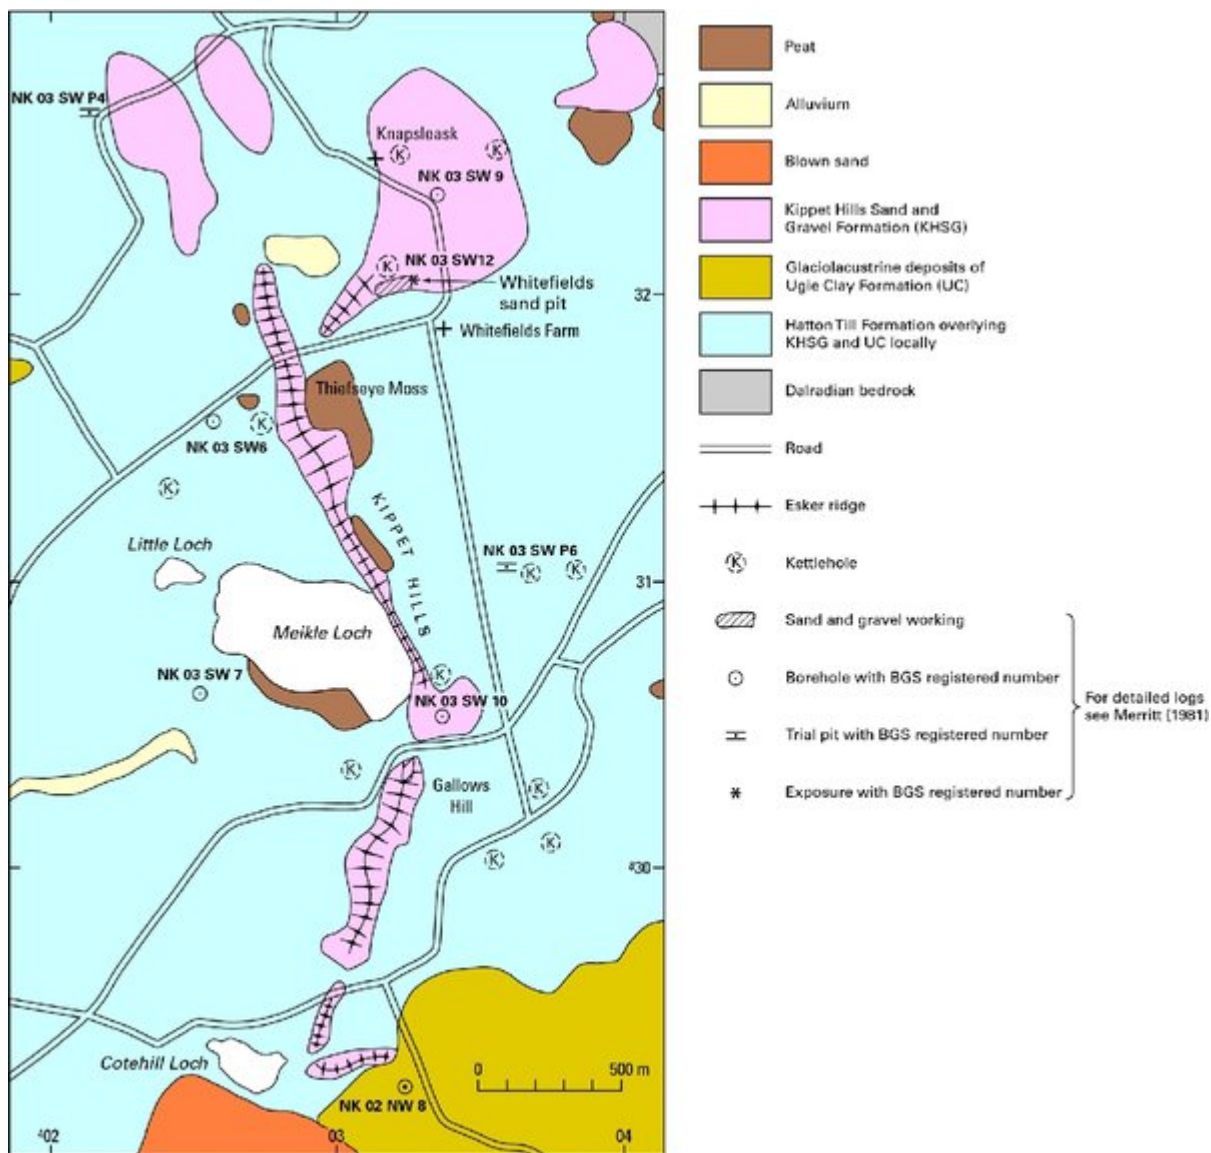 NK 03 SW P4
Knapsleask
K
K
NK 03 SW 9
K
NK 03 SW12
Whitefields
sand pit
32
Whitefields Farm
Thiefseye Moss
K
NK 03 SW6
K
KIPPET HILLS
Little Loch
NK 03 SW P6
K
K
31
Meikle Loch
NK 03 SW 7
K
NK 03 SW 10
K
Gallows
Hill
K
K
K
830
Cotehill Loch
0
500 m
NK 02 NW 8
402
03
04
Peat
Alluvium
Blown sand
Kippet Hills Sand and
Gravel Formation (KHSG)
Glaciolacustrine deposits of
Ugie Clay Formation (UC)
Hatton Till Formation overlying
KHSG and UC locally
Dalradian bedrock
Road
Esker ridge
K
Kettlehole
Sand and gravel working
Borehole with BGS registered number
Trial pit with BGS registered number
Exposure with BGS registered number
For detailed logs
see Merritt (1981)